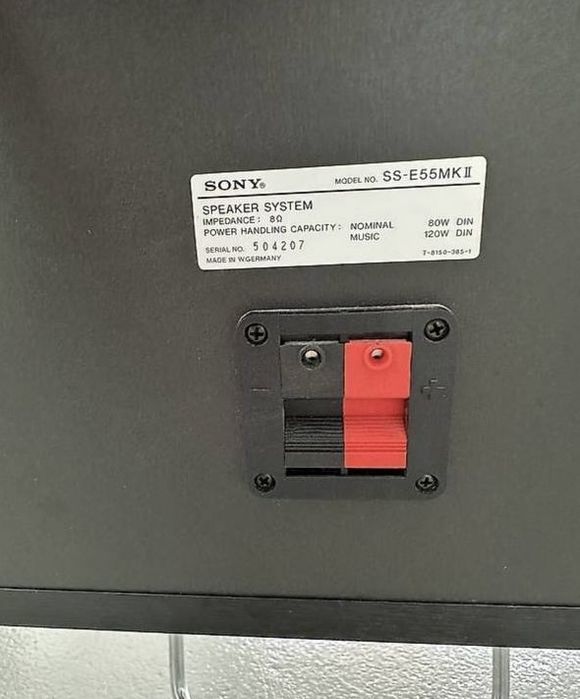 SONY® MODEL NO. SS-E55MKII
SPEAKER SYSTEM
IMPEDANCE: 8Ω
POWER HANDLING CAPACITY: NOMINAL 80W DIN
MUSIC 120W DIN
SERIAL NO. 504207
MADE IN W.GERMANY 7-8150-385-1
- +